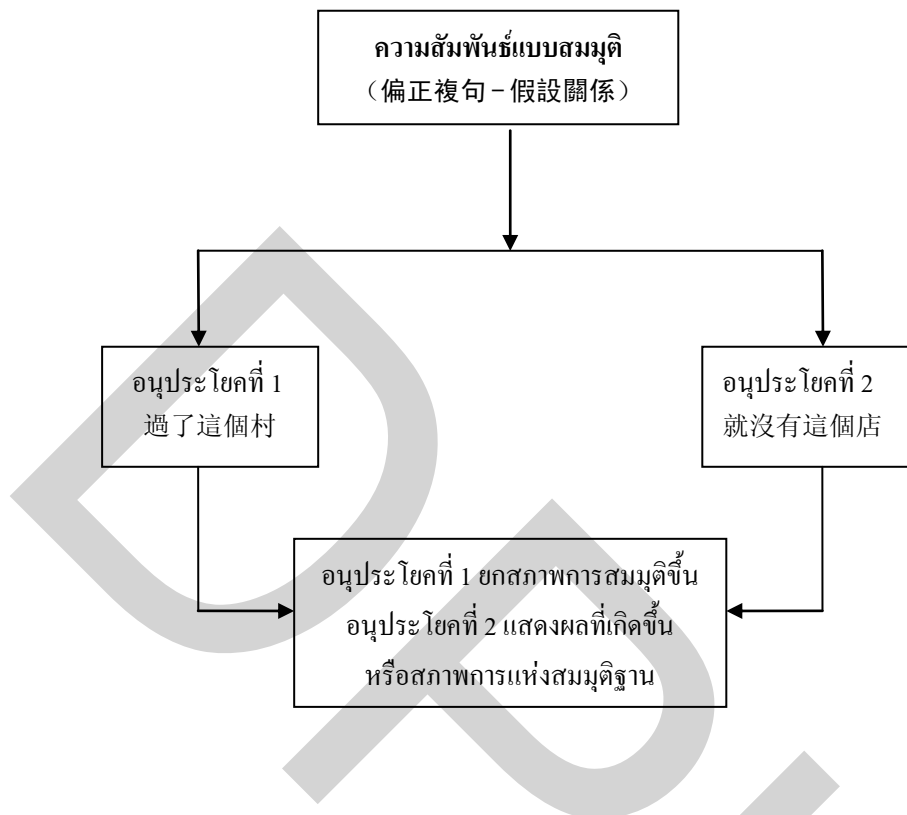 ความสัมพันธ์แบบสมมุติ
（偏正複句-假設關係）
อนุประโยคที่ 1
過了這個村
อนุประโยคที่ 2
就沒有這個店
อนุประโยคที่ 1 ยกสภาพการสมมุติขึ้น
อนุประโยคที่ 2 แสดงผลที่เกิดขึ้น
หรือสภาพการแห่งสมมุติฐาน